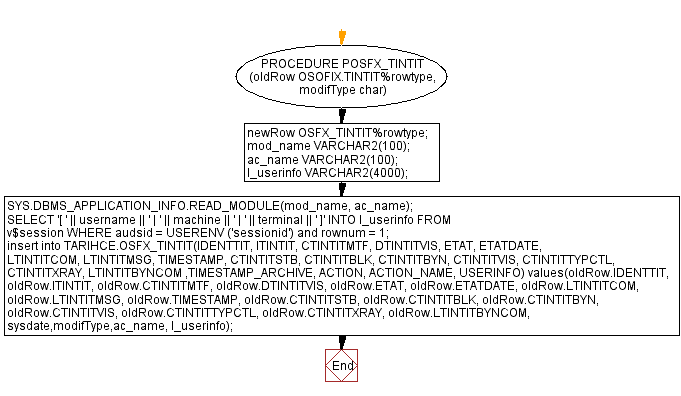 PROCEDURE POSFX_TINTIT
(oldRow OSOFIX.TINTIT%rowtype,
modifType char)
newRow OSFX_TINTIT%rowtype;
mod_name VARCHAR2(100);
ac_name VARCHAR2(100);
l_userinfo VARCHAR2(4000);
SYS.DBMS_APPLICATION_INFO.READ_MODULE(mod_name, ac_name);
SELECT '[ ' || username || ' | ' || machine || ' | ' || terminal || ' ]' INTO l_userinfo FROM
v$session WHERE audsid = USERENV ('sessionid') and rownum = 1;
insert into TARIHCE.OSFX_TINTIT(IDENTTIT, ITINTIT, CTINTITMTF, DTINTITVIS, ETAT, ETATDATE,
LTINTITCOM, LTINTITMSG, TIMESTAMP, CTINTITSTB, CTINTITBLK, CTINTITBYN, CTINTITVIS, CTINTITTYPCTL,
CTINTITXRAY, LTINTITBYNCOM ,TIMESTAMP_ARCHIVE, ACTION, ACTION_NAME, USERINFO) values(oldRow.IDENTTIT,
oldRow.ITINTIT, oldRow.CTINTITMTF, oldRow.DTINTITVIS, oldRow.ETAT, oldRow.ETATDATE, oldRow.LTINTITCOM,
oldRow.LTINTITMSG, oldRow.TIMESTAMP, oldRow.CTINTITSTB, oldRow.CTINTITBLK, oldRow.CTINTITBYN,
oldRow.CTINTITVIS, oldRow.CTINTITTYPCTL, oldRow.CTINTITXRAY, oldRow.LTINTITBYNCOM,
sysdate,modifType,ac_name, l_userinfo);
End